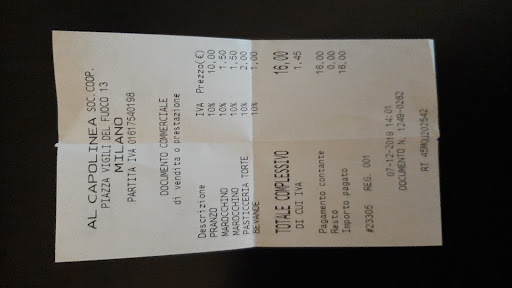 AL CAPOLINEA SOC.COOP.
PIAZZA VIGILI DEL FUOCO 13
MILANO
PARTITA IVA 01617540198
DOCUMENTO COMMERCIALE
di vendita o prestazione
Descrizione IVA Prezzo(€)
PRANZO 10% 10,00
MAROCCHINO 10% 1,50
MAROCCHINO 10% 1,50
PASTICCERIA TORTE 10% 2,00
BEVANDE 10% 1,00
TOTALE COMPLESSIVO 16,00
DI CUI IVA 1,45
Pagamento contante 16,00
Resto 0,00
Importo pagato 16,00
#23305 REG. 001
07-12-2019 14:01
DOCUMENTO N. 1249-0262
RT 45MQ1202542